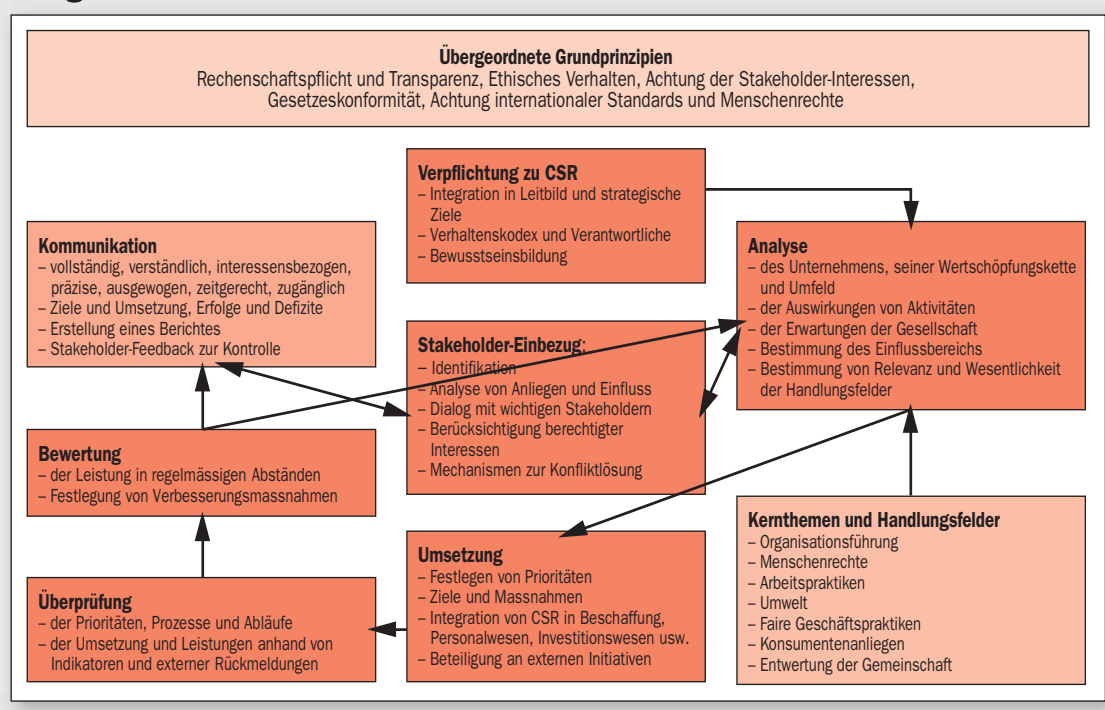 Übergeordnete Grundprinzipien
Rechenschaftspflicht und Transparenz, Ethisches Verhalten, Achtung der Stakeholder-Interessen,
Gesetzeskonformität, Achtung internationaler Standards und Menschenrechte
Verpflichtung zu CSR
– Integration in Leitbild und strategische
Ziele
– Verhaltenskodex und Verantwortliche
– Bewusstseinsbildung
Kommunikation
– vollständig, verständlich, interessensbezogen,
präzise, ausgewogen, zeitgerecht, zugänglich
– Ziele und Umsetzung, Erfolge und Defizite
– Erstellung eines Berichtes
– Stakeholder-Feedback zur Kontrolle
Analyse
– des Unternehmens, seiner Wertschöpfungskette
und Umfeld
– der Auswirkungen von Aktivitäten
– der Erwartungen der Gesellschaft
– Bestimmung des Einflussbereichs
– Bestimmung von Relevanz und Wesentlichkeit
der Handlungsfelder
Stakeholder-Einbezug:
– Identifikation
– Analyse von Anliegen und Einfluss
– Dialog mit wichtigen Stakeholdern
– Berücksichtigung berechtigter
Interessen
– Mechanismen zur Konfliktlösung
Bewertung
– der Leistung in regelmässigen Abständen
– Festlegung von Verbesserungsmassnahmen
Kernthemen und Handlungsfelder
– Organisationsführung
– Menschenrechte
– Arbeitspraktiken
– Umwelt
– Faire Geschäftspraktiken
– Konsumentenanliegen
– Entwertung der Gemeinschaft
Umsetzung
– Festlegen von Prioritäten
– Ziele und Massnahmen
– Integration von CSR in Beschaffung,
Personalwesen, Investitionswesen usw.
– Beteiligung an externen Initiativen
Überprüfung
– der Prioritäten, Prozesse und Abläufe
– der Umsetzung und Leistungen anhand von
Indikatoren und externer Rückmeldungen